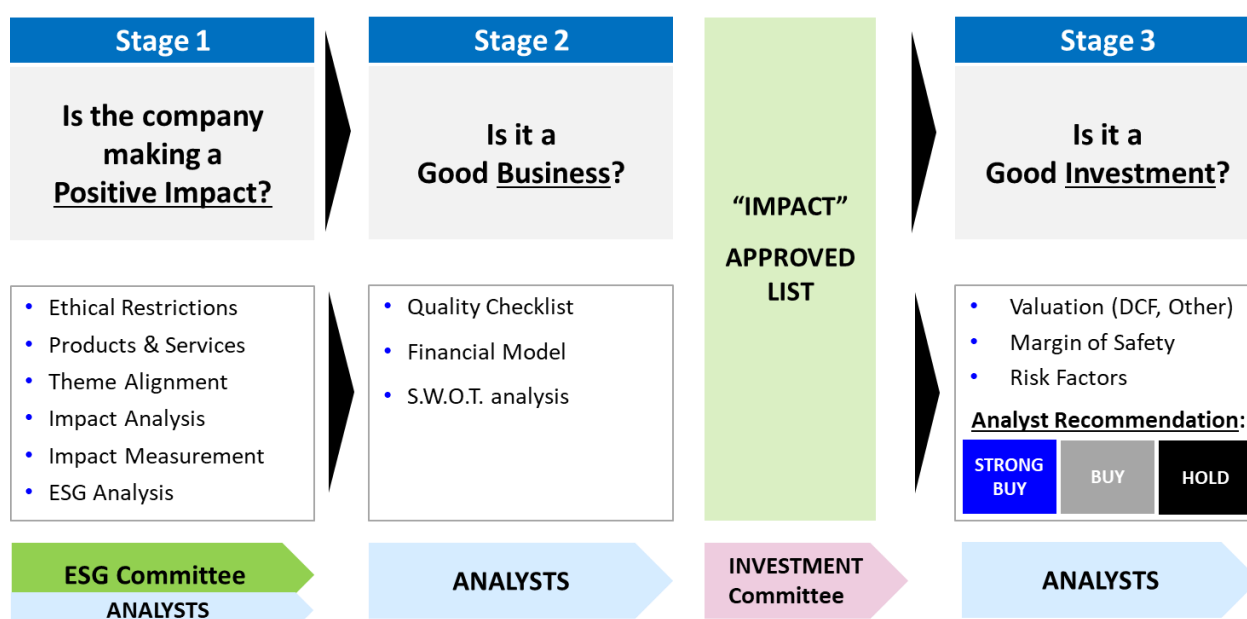 Stage 1
Is the company
making a
Positive Impact?
• Ethical Restrictions
• Products & Services
• Theme Alignment
• Impact Analysis
• Impact Measurement
• ESG Analysis
ESG Committee
ANALYSTS
Stage 2
Is it a
Good Business?
• Quality Checklist
• Financial Model
• S.W.O.T. analysis
ANALYSTS
“IMPACT”
APPROVED
LIST
INVESTMENT
Committee
Stage 3
Is it a
Good Investment?
• Valuation (DCF, Other)
• Margin of Safety
• Risk Factors
Analyst Recommendation:
STRONG
BUY
BUY
HOLD
ANALYSTS